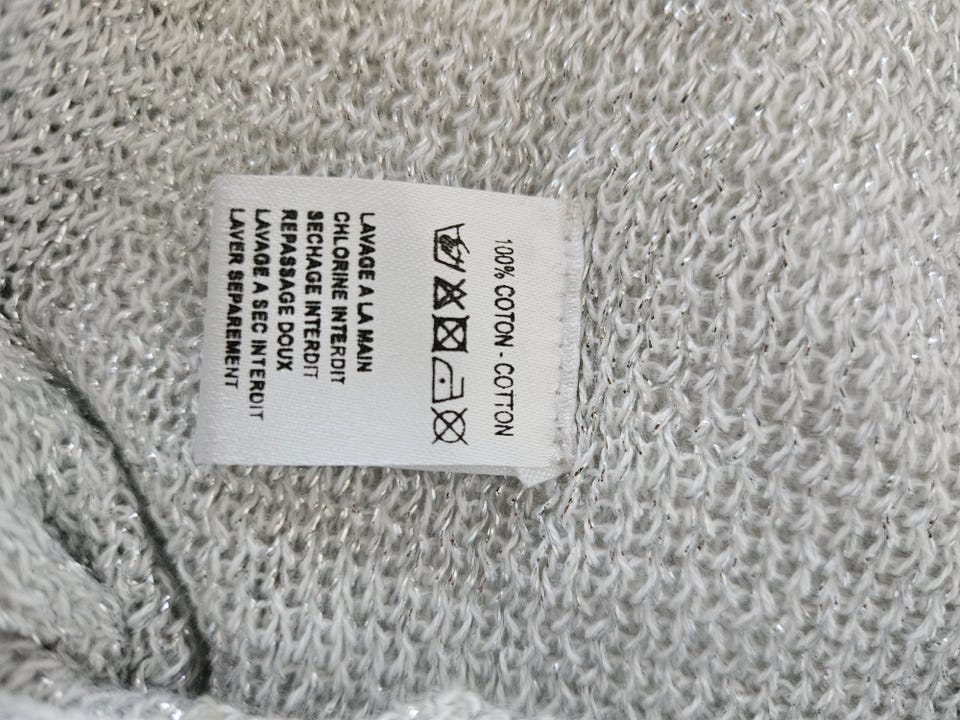 100% COTON - COTTON
LAVAGE A LA MAIN
CHLORINE INTERDIT
SECHAGE INTERDIT
REPASSAGE DOUX
LAVAGE A SEC INTERDIT
LAVER SEPAREMENT